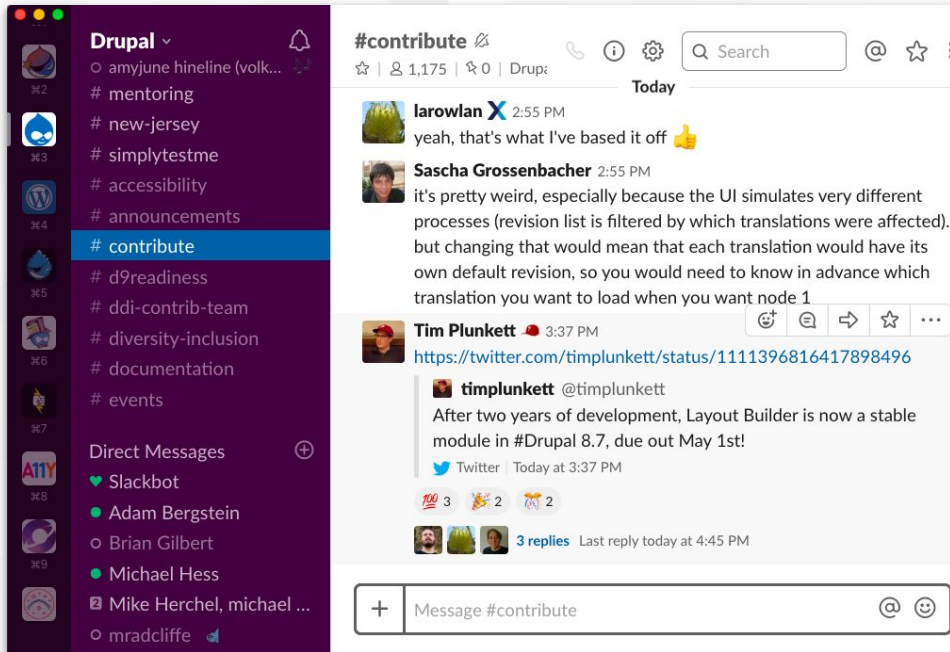 ⌘2
⌘3
⌘4
⌘5
⌘6
⌘7
A11Y
⌘8
⌘9
Drupal
amyjune hineline (volk...
# mentoring
# new-jersey
# simplytestme
# accessibility
# announcements
# contribute
# d9readiness
# ddi-contrib-team
# diversity-inclusion
# documentation
# events
Direct Messages
Slackbot
Adam Bergstein
Brian Gilbert
Michael Hess
2 Mike Herchel, michael ...
mradcliffe
#contribute
1,175 | 0 | Drupa
Search
Today
larowlan 2:55 PM
yeah, that's what I've based it off 👍
Sascha Grossenbacher 2:55 PM
it's pretty weird, especially because the UI simulates very different
processes (revision list is filtered by which translations were affected).
but changing that would mean that each translation would have its
own default revision, so you would need to know in advance which
translation you want to load when you want node 1
Tim Plunkett 3:37 PM
https://twitter.com/timplunkett/status/1111396816417898496
timplunkett @timplunkett
After two years of development, Layout Builder is now a stable
module in #Drupal 8.7, due out May 1st!
Twitter | Today at 3:37 PM
💯 3 🎉 2 🎊 2
3 replies Last reply today at 4:45 PM
Message #contribute